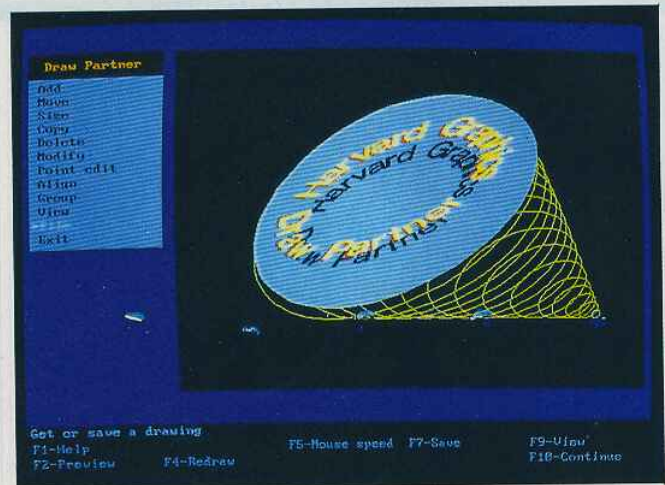 Draw Partner
Add
Move
Size
Copy
Delete
Modify
Point edit
Align
Group
View
Exit
Harvard Graphics
Draw Partner
Harvard Graphics
Draw Partner
Get or save a drawing
F1-Help
F5-Mouse speed F7-Save
F9-View
F2-Preview
F4-Redraw
F10-Continue